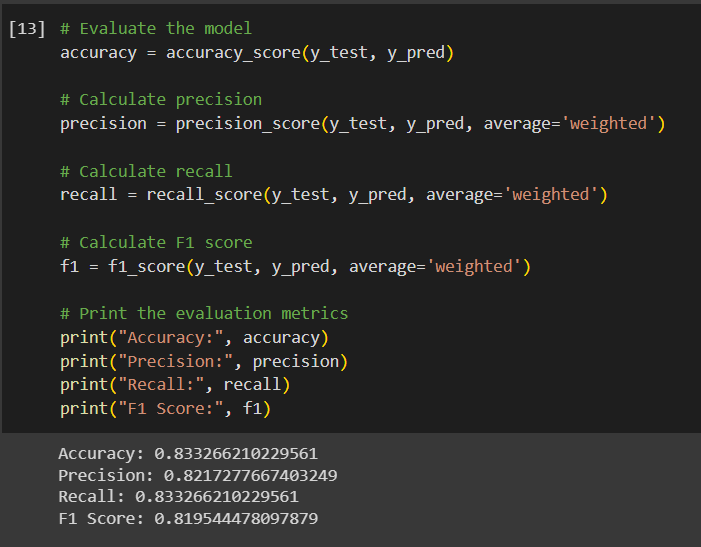 [13] # Evaluate the model
accuracy = accuracy_score(y_test, y_pred)
# Calculate precision
precision = precision_score(y_test, y_pred, average='weighted')
# Calculate recall
recall = recall_score(y_test, y_pred, average='weighted')
# Calculate F1 score
f1 = f1_score(y_test, y_pred, average='weighted')
# Print the evaluation metrics
print("Accuracy:", accuracy)
print("Precision:", precision)
print("Recall:", recall)
print("F1 Score:", f1)
Accuracy: 0.833266210229561
Precision: 0.8217277667403249
Recall: 0.833266210229561
F1 Score: 0.819544478097879